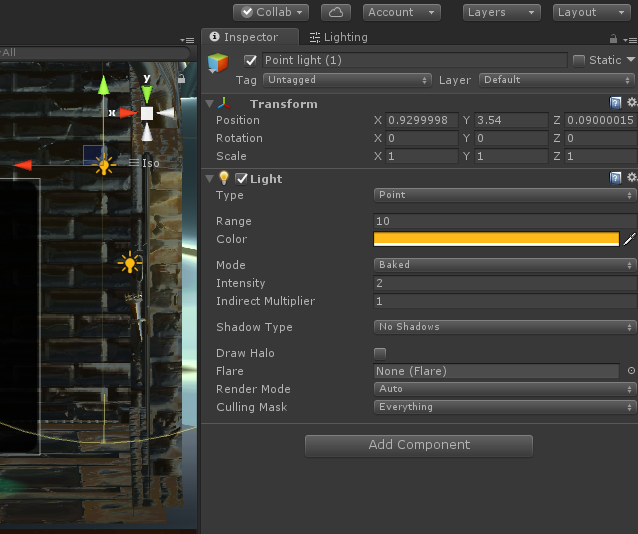 Collab Account Layers Layout
Inspector Lighting
All
Point light (1) Static
Tag Untagged Layer Default
Transform
Position X 0.9299998 Y 3.54 Z 0.09000015
Rotation X 0 Y 0 Z 0
Scale X 1 Y 1 Z 1
y
x
Iso
Light
Type Point
Range 10
Color
Mode Baked
Intensity 2
Indirect Multiplier 1
Shadow Type No Shadows
Draw Halo
Flare None (Flare)
Render Mode Auto
Culling Mask Everything
Add Component